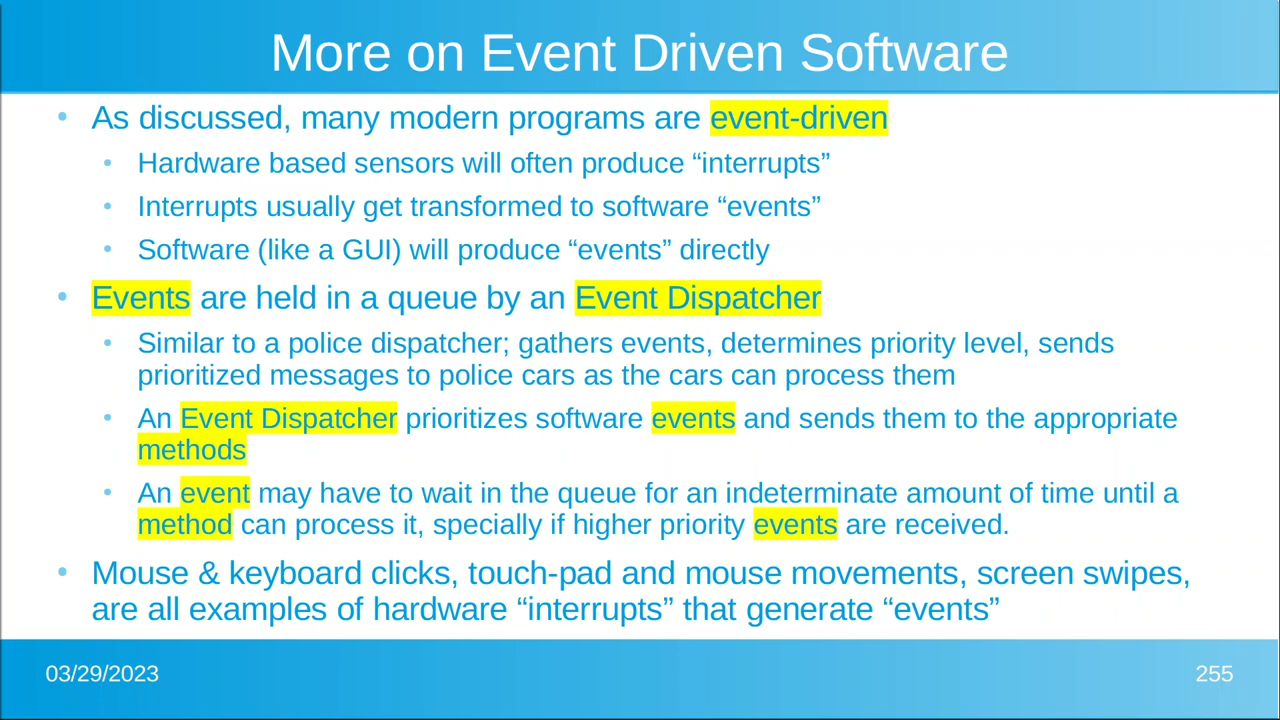 More on Event Driven Software
• As discussed, many modern programs are event-driven
• Hardware based sensors will often produce “interrupts”
• Interrupts usually get transformed to software “events”
• Software (like a GUI) will produce “events” directly
• Events are held in a queue by an Event Dispatcher
• Similar to a police dispatcher; gathers events, determines priority level, sends
prioritized messages to police cars as the cars can process them
• An Event Dispatcher prioritizes software events and sends them to the appropriate
methods
• An event may have to wait in the queue for an indeterminate amount of time until a
method can process it, specially if higher priority events are received.
• Mouse & keyboard clicks, touch-pad and mouse movements, screen swipes,
are all examples of hardware “interrupts” that generate “events”
03/29/2023
255